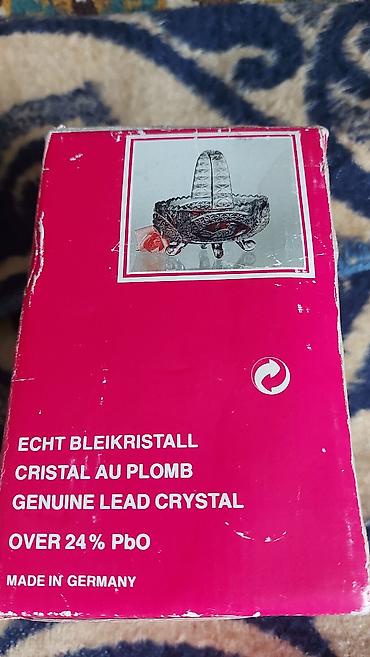 ECHT BLEIKRISTALL
CRISTAL AU PLOMB
GENUINE LEAD CRYSTAL
OVER 24% PbO
MADE IN GERMANY